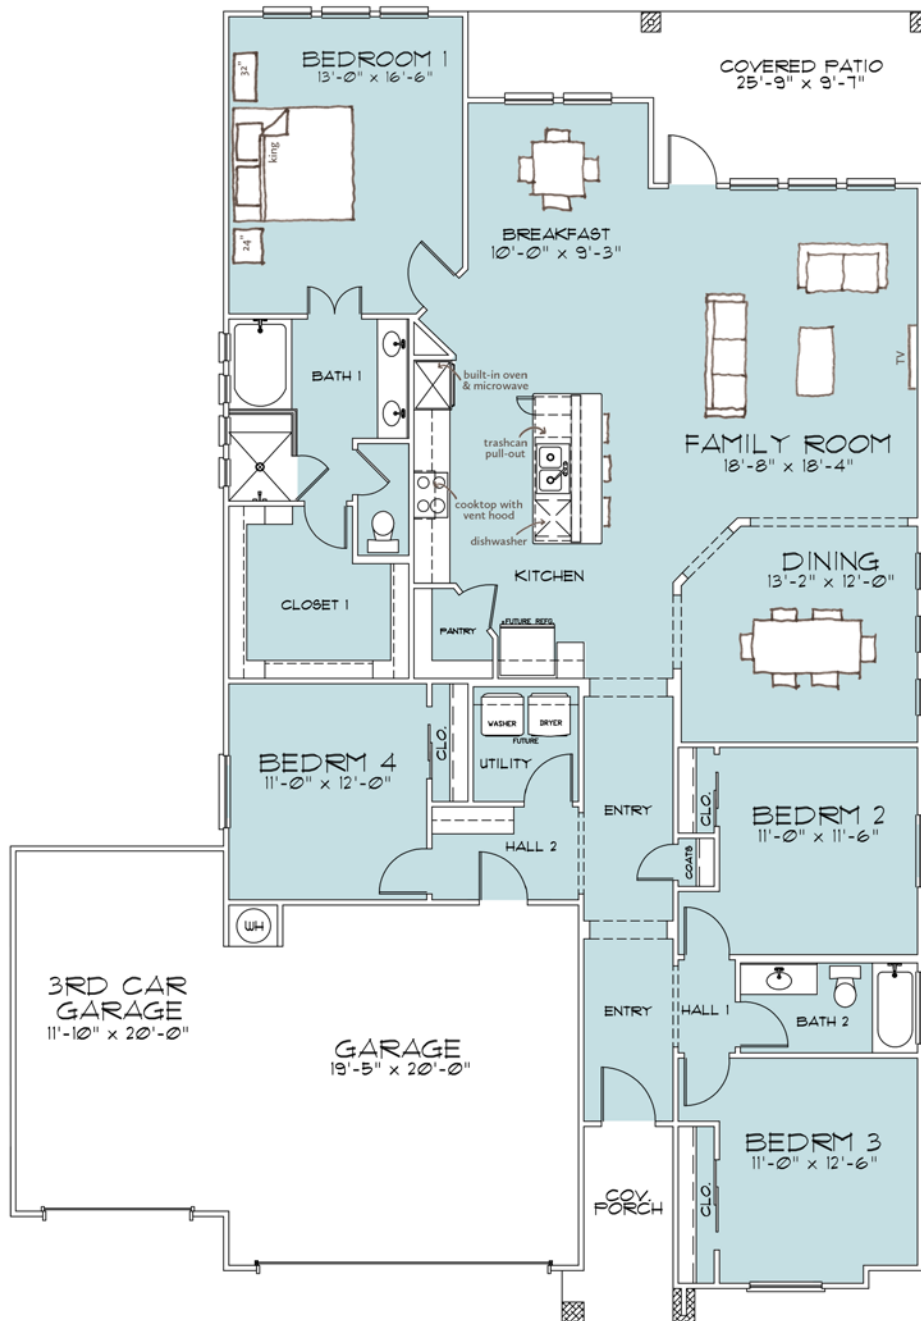 BEDROOM 1
13'-0" x 16'-6"
32"
king
24"
COVERED PATIO
25'-9" x 9'-7"
BREAKFAST
10'-0" x 9'-3"
BATH 1
built-in oven
& microwave
TV
trashcan
pull-out
FAMILY ROOM
18'-8" x 18'-4"
cooktop with
vent hood
dishwasher
KITCHEN
DINING
13'-2" x 12'-0"
CLOSET 1
PANTRY
*FUTURE REFG.
WASHER
DRYER
FUTURE
UTILITY
BEDRM 4
11'-0" x 12'-0"
CLO.
HALL 2
ENTRY
CLO.
BEDRM 2
11'-0" x 11'-6"
COATS
WH
3RD CAR
GARAGE
11'-10" x 20'-0"
GARAGE
19'-5" x 20'-0"
ENTRY
HALL 1
BATH 2
BEDRM 3
11'-0" x 12'-6"
CLO.
COV.
PORCH